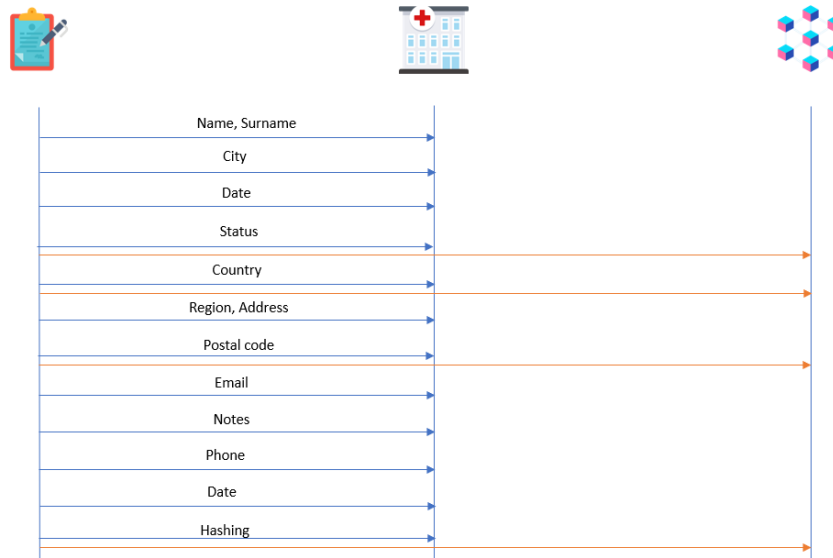 Name, Surname
City
Date
Status
Country
Region, Address
Postal code
Email
Notes
Phone
Date
Hashing